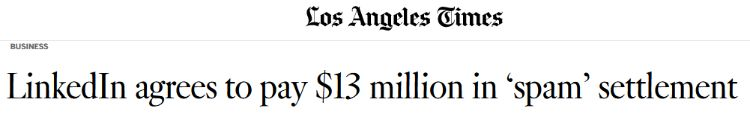 Los Angeles Times
BUSINESS
LinkedIn agrees to pay $13 million in ‘spam’ settlement